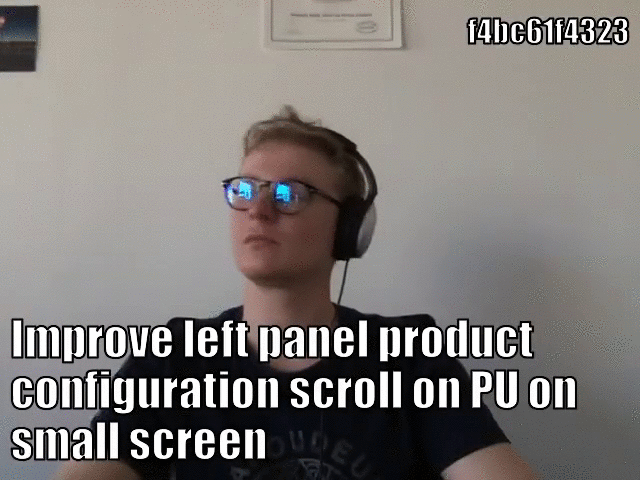 f4bc61f4323
Improve left panel product
configuration scroll on PU on
small screen